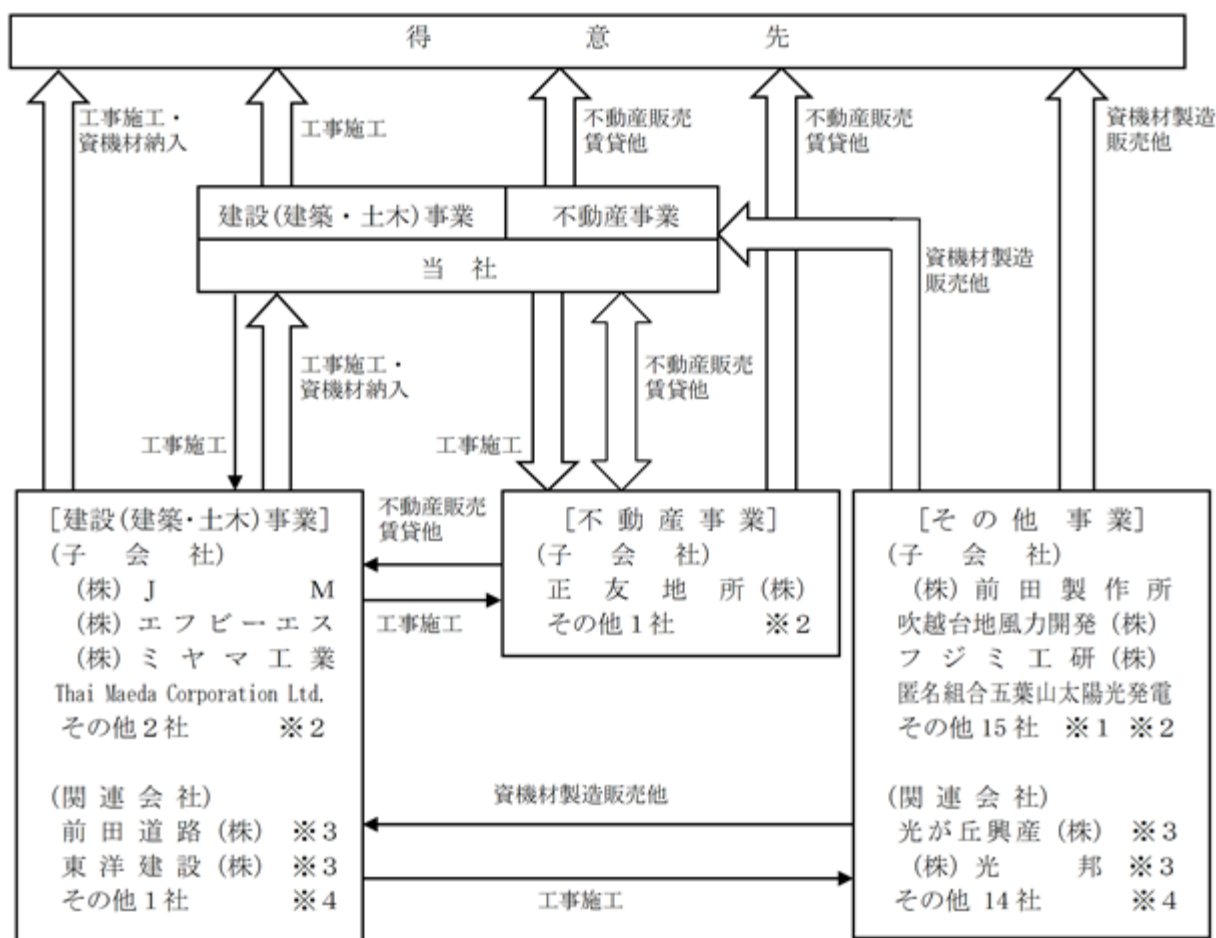 得意先
工事施工・
資機材納入
工事施工
不動産販売
賃貸他
不動産販売
賃貸他
資機材製造
販売他
建設(建築・土木)事業
不動産事業
当社
資機材製造
販売他
工事施工・
資機材納入
不動産販売
賃貸他
工事施工
工事施工
[建設(建築・土木)事業]
(子会社)
(株)JM
(株)エフビーエス
(株)ミヤマ工業
Thai Maeda Corporation Ltd.
その他2社 ※2
(関連会社)
前田道路(株) ※3
東洋建設(株) ※3
その他1社 ※4
不動産販売
賃貸他
工事施工
[不動産事業]
(子会社)
正友地所(株)
その他1社 ※2
資機材製造販売他
工事施工
[その他事業]
(子会社)
(株)前田製作所
吹越台地風力開発(株)
フジミ工研(株)
匿名組合五葉山太陽光発電
その他15社 ※1 ※2
(関連会社)
光が丘興産(株) ※3
(株)光邦 ※3
その他14社 ※4